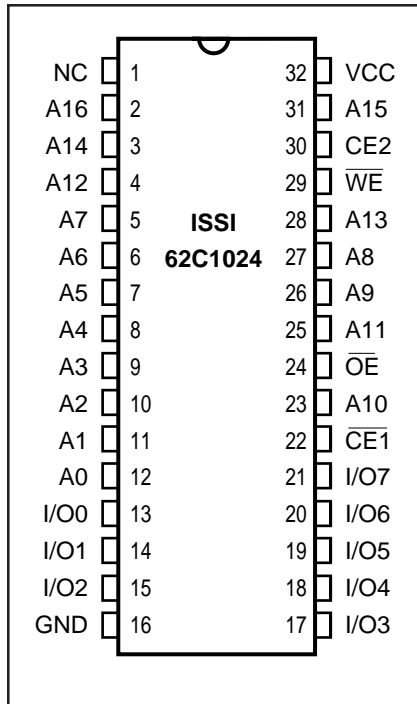 NC 1 32 VCC
A16 2 31 A15
A14 3 30 CE2
A12 4 29 W̅E̅
A7 5 ISSI 28 A13
A6 6 62C1024 27 A8
A5 7 26 A9
A4 8 25 A11
A3 9 24 O̅E̅
A2 10 23 A10
A1 11 22 C̅E̅1̅
A0 12 21 I/O7
I/O0 13 20 I/O6
I/O1 14 19 I/O5
I/O2 15 18 I/O4
GND 16 17 I/O3